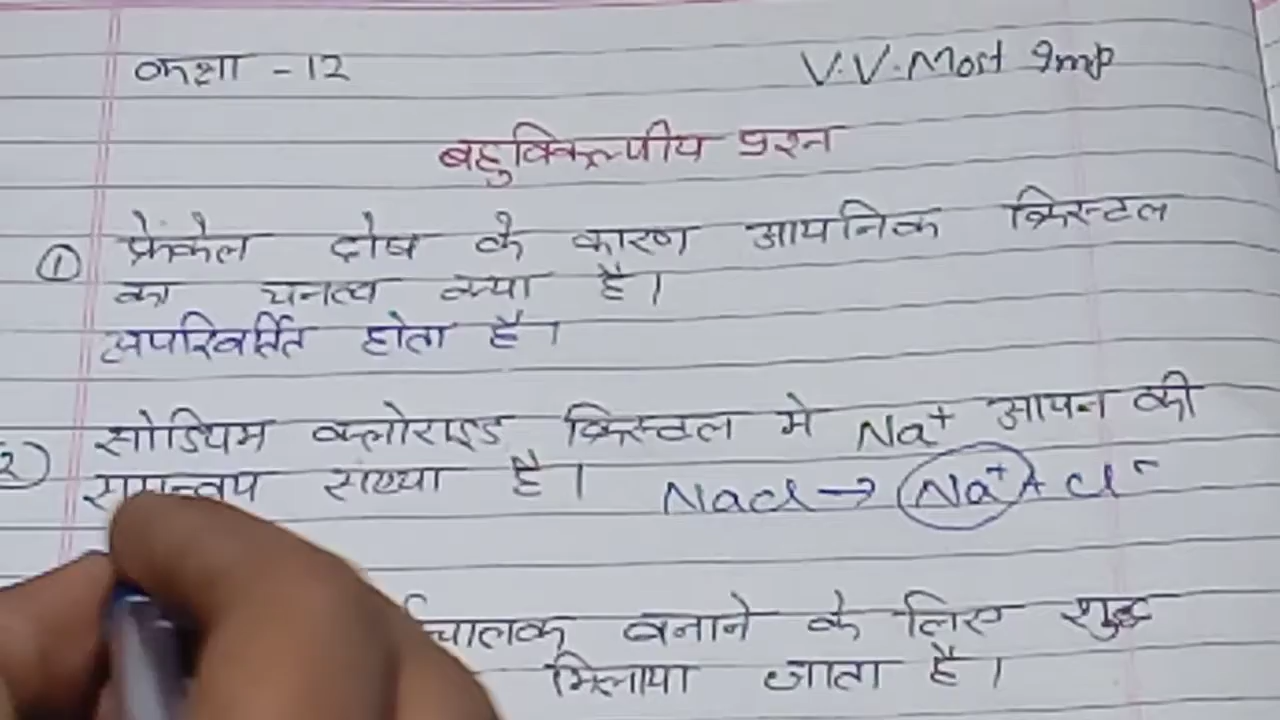 कक्षा - 12
V.V. Most Imp
बहुविकल्पीय प्रश्न
① फ्रेंकेल दोष के कारण आयनिक क्रिस्टल
का घनत्व क्या है।
अपरिवर्तित होता है।
2) सोडियम क्लोराइड क्रिस्टल मे Na⁺ आयन की
समन्वय संख्या है। NaCl → Na⁺ + Cl⁻
चालक बनाने के लिए शुद्ध
मिलाया जाता है।